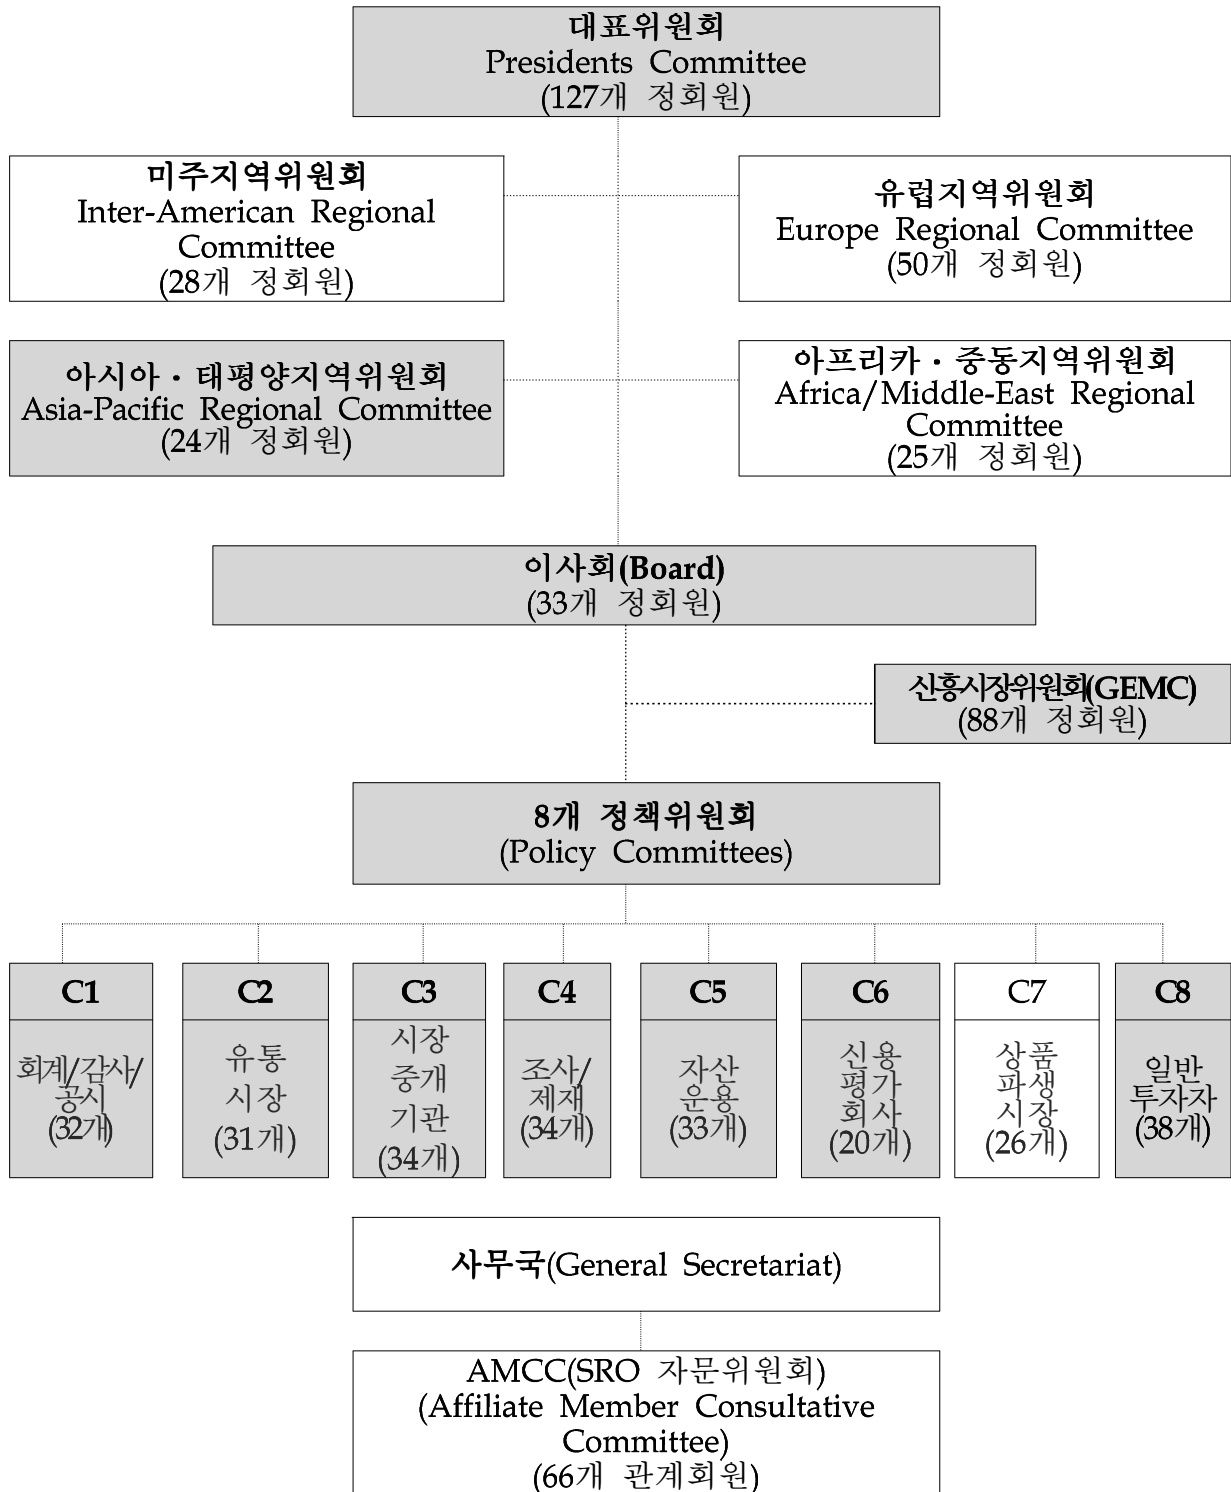 대표위원회
Presidents Committee
(127개 정회원)
미주지역위원회
Inter-American Regional
Committee
(28개 정회원)
유럽지역위원회
Europe Regional Committee
(50개 정회원)
아시아・태평양지역위원회
Asia-Pacific Regional Committee
(24개 정회원)
아프리카・중동지역위원회
Africa/Middle-East Regional
Committee
(25개 정회원)
이사회(Board)
(33개 정회원)
신흥시장위원회(GEMC)
(88개 정회원)
8개 정책위원회
(Policy Committees)
C1
회계/감사/
공시
(32개)
C2
유통
시장
(31개)
C3
시장
중개
기관
(34개)
C4
조사/
제재
(34개)
C5
자산
운용
(33개)
C6
신용
평가
회사
(20개)
C7
상품
파생
시장
(26개)
C8
일반
투자자
(38개)
사무국(General Secretariat)
AMCC(SRO 자문위원회)
(Affiliate Member Consultative
Committee)
(66개 관계회원)